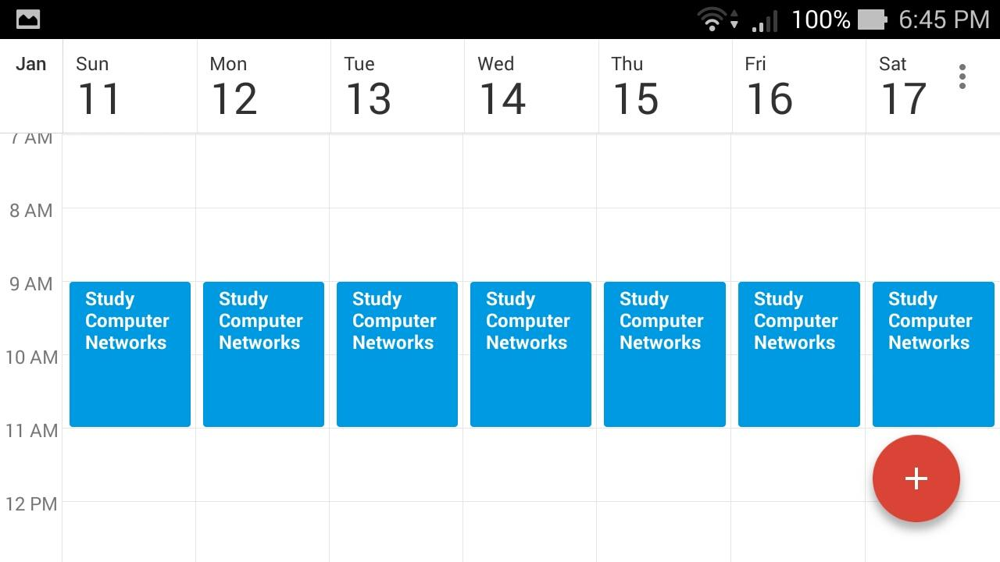 100% 6:45 PM
Jan Sun Mon Tue Wed Thu Fri Sat
11 12 13 14 15 16 17
7 AM
8 AM
9 AM
Study Study Study Study Study Study Study
Computer Computer Computer Computer Computer Computer Computer
Networks Networks Networks Networks Networks Networks Networks
10 AM
11 AM
12 PM